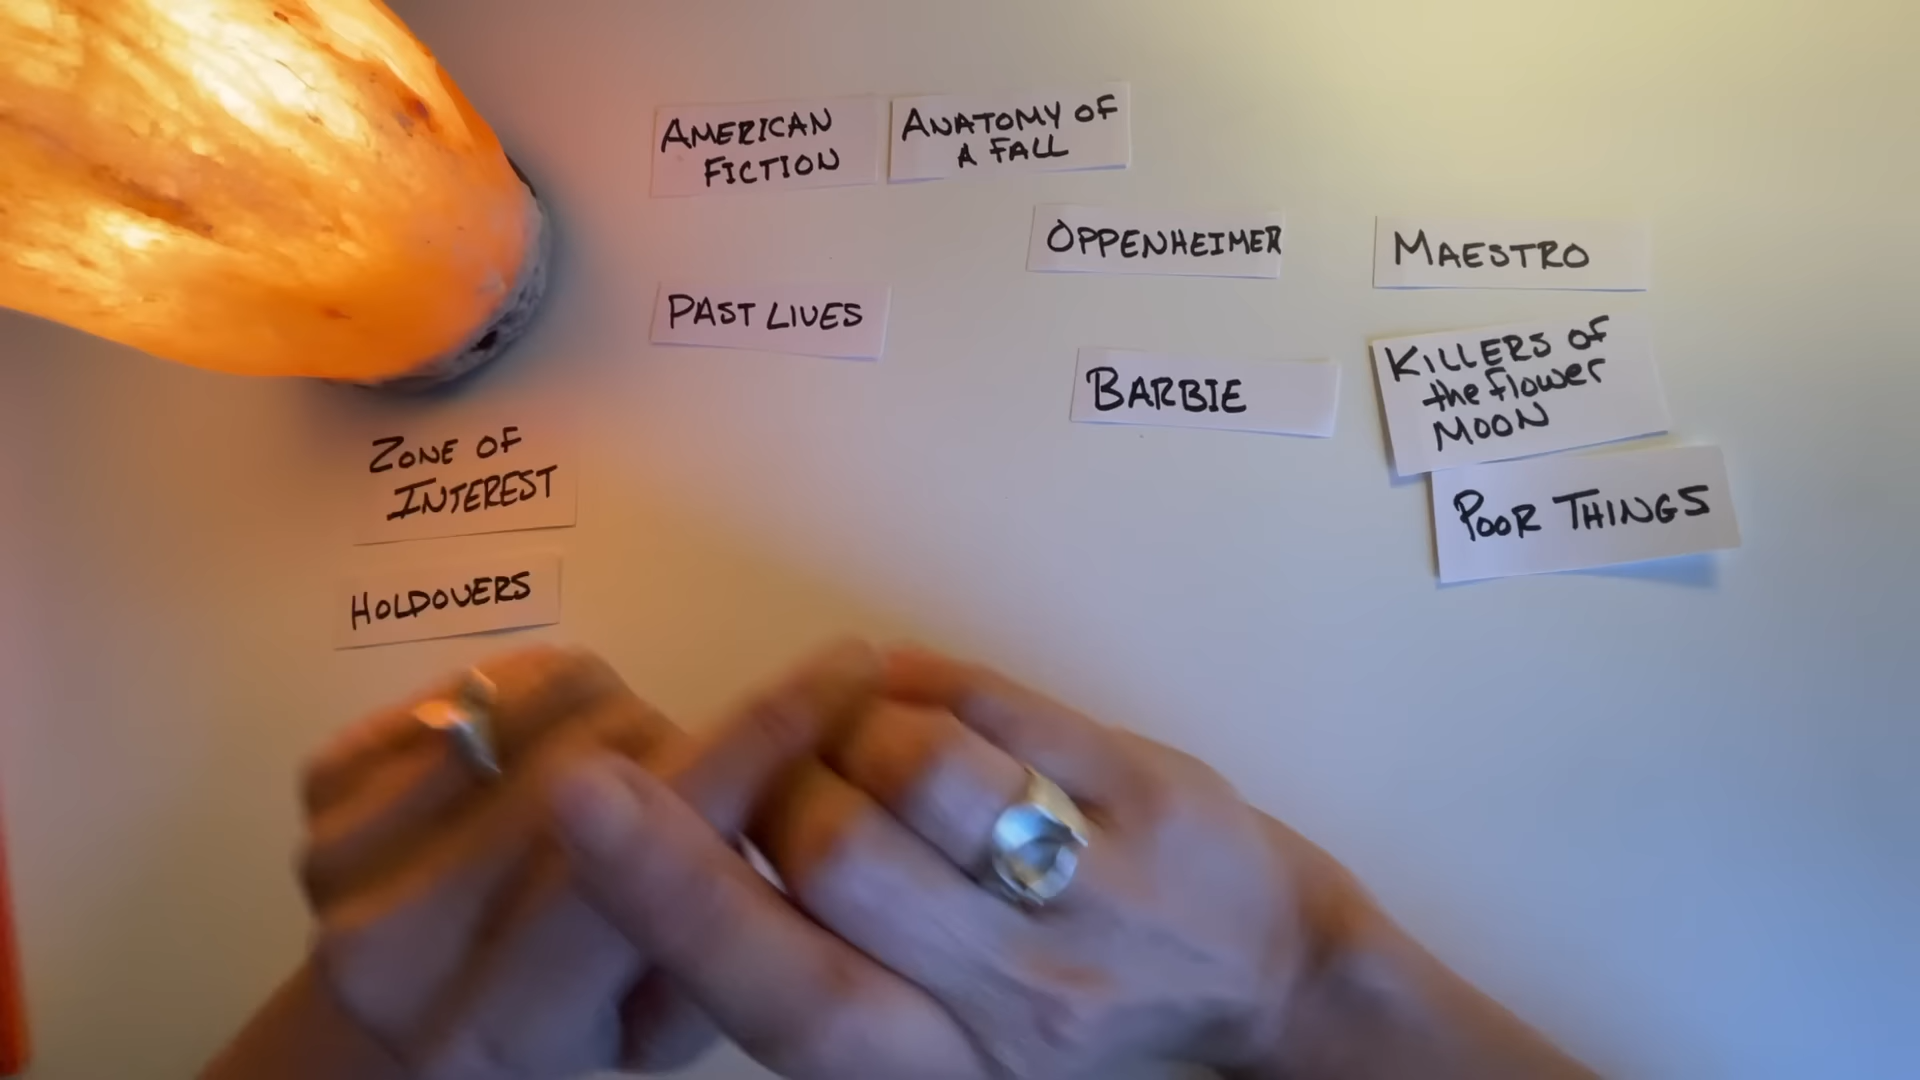 AMERICAN
FICTION
ANATOMY OF
A FALL
OPPENHEIMER
MAESTRO
PAST LIVES
BARBIE
KILLERS OF
the flower
MOON
ZONE OF
INTEREST
POOR THINGS
HOLDOVERS